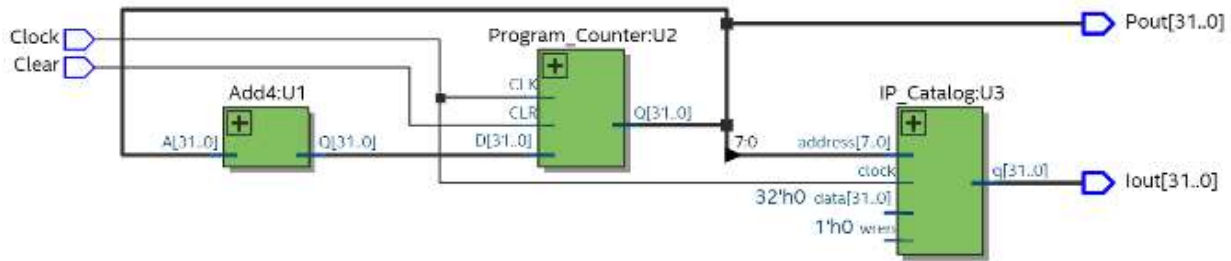 Clock
Clear
Add4:U1
A[31..0]
Q[31..0]
Program_Counter:U2
CLK
CLR
D[31..0]
Q[31..0]
7:0
IP_Catalog:U3
address[7..0]
clock
32'h0 data[31..0]
1'h0 wren
q[31..0]
Pout[31..0]
Iout[31..0]